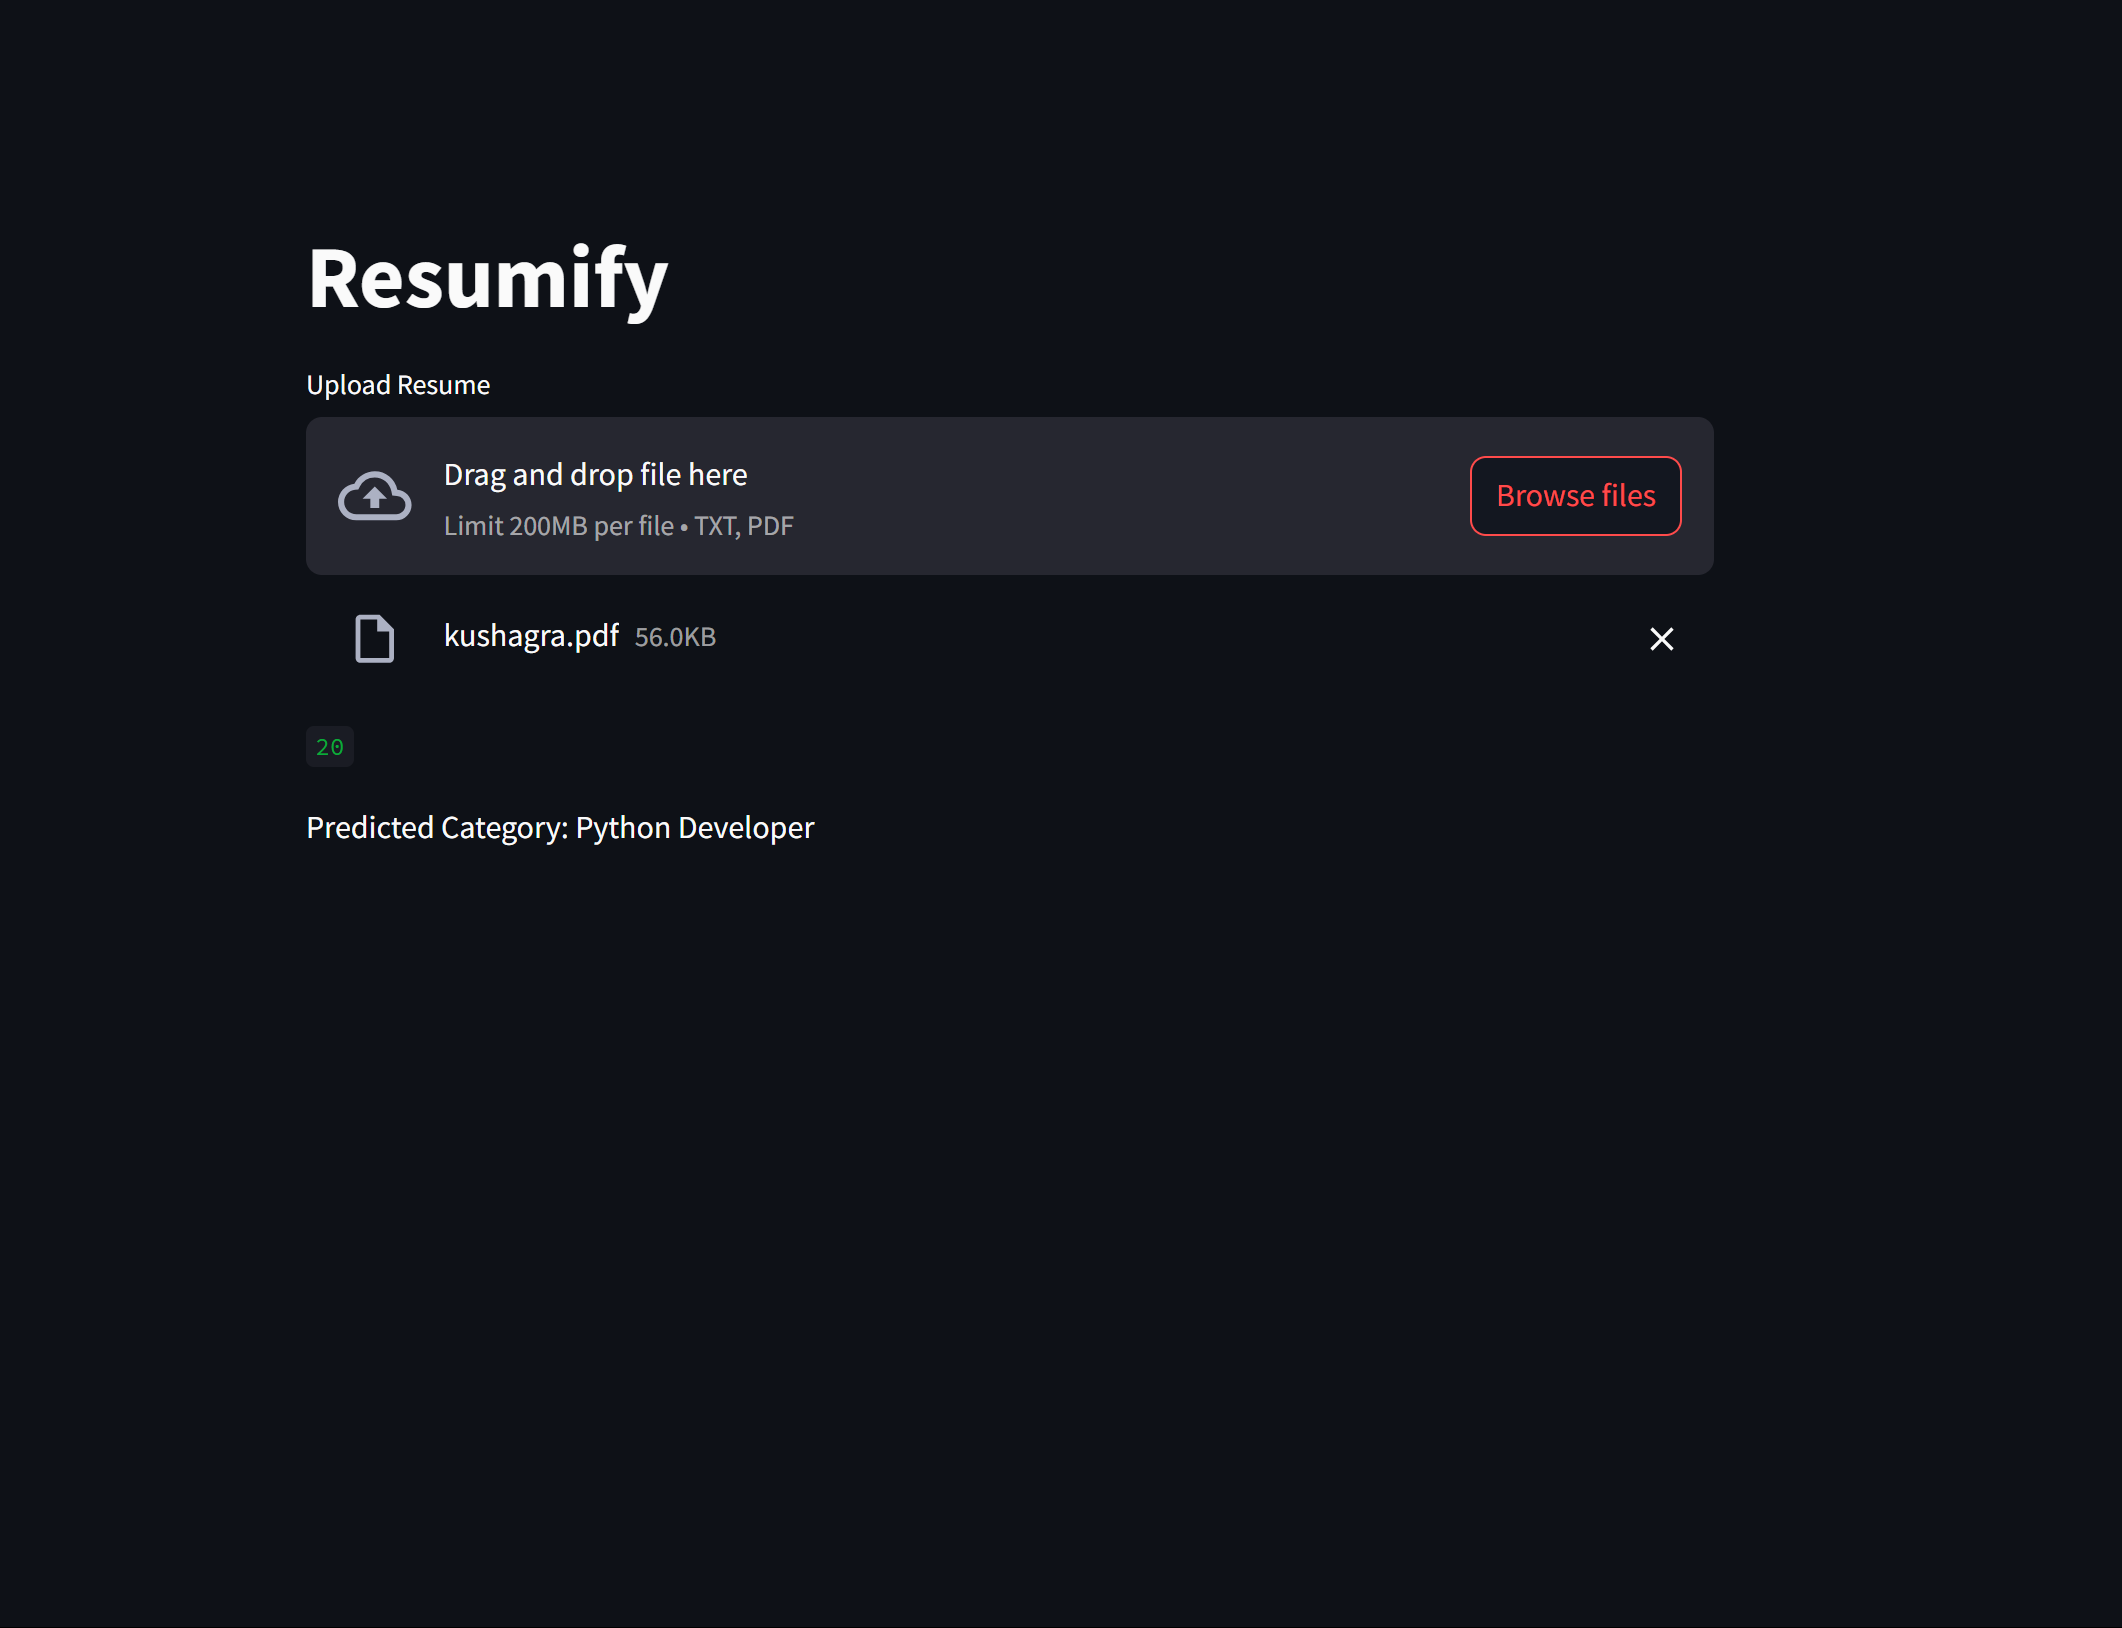 Resumify
Upload Resume
Drag and drop file here
Limit 200MB per file • TXT, PDF
Browse files
kushagra.pdf 56.0KB
20
Predicted Category: Python Developer